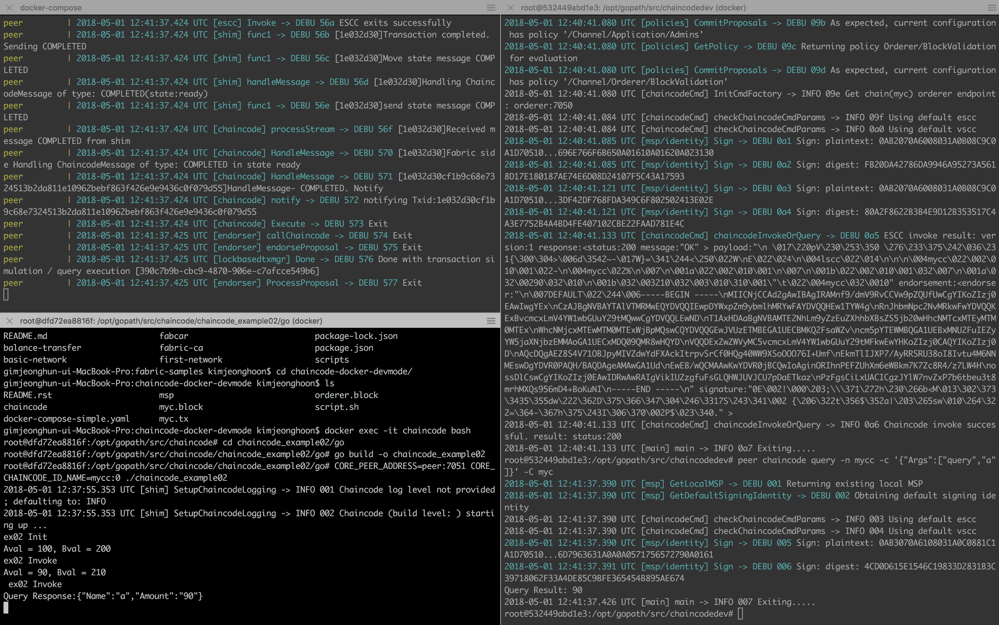 docker-compose
peer | 2018-05-01 12:41:37.424 UTC [escc] Invoke -> DEBU 56a ESCC exits successfully
peer | 2018-05-01 12:41:37.424 UTC [shim] func1 -> DEBU 56b [1e032d30]Transaction completed.
Sending COMPLETED
peer | 2018-05-01 12:41:37.424 UTC [shim] func1 -> DEBU 56c [1e032d30]Move state message COMP
LETED
peer | 2018-05-01 12:41:37.424 UTC [shim] handleMessage -> DEBU 56d [1e032d30]Handling Chainc
odeMessage of type: COMPLETED(state:ready)
peer | 2018-05-01 12:41:37.424 UTC [shim] func1 -> DEBU 56e [1e032d30]send state message COMP
LETED
peer | 2018-05-01 12:41:37.424 UTC [chaincode] processStream -> DEBU 56f [1e032d30]Received m
essage COMPLETED from shim
peer | 2018-05-01 12:41:37.424 UTC [chaincode] HandleMessage -> DEBU 570 [1e032d30]Fabric sid
e Handling ChaincodeMessage of type: COMPLETED in state ready
peer | 2018-05-01 12:41:37.424 UTC [chaincode] HandleMessage -> DEBU 571 [1e032d30cf1b9c68e73
24513b2da811e10962bebf863f426e9e9436c0f079d55]HandleMessage- COMPLETED. Notify
peer | 2018-05-01 12:41:37.424 UTC [chaincode] notify -> DEBU 572 notifying Txid:1e032d30cf1b
9c68e7324513b2da811e10962bebf863f426e9e9436c0f079d55
peer | 2018-05-01 12:41:37.424 UTC [chaincode] Execute -> DEBU 573 Exit
peer | 2018-05-01 12:41:37.425 UTC [endorser] callChaincode -> DEBU 574 Exit
peer | 2018-05-01 12:41:37.425 UTC [endorser] endorseProposal -> DEBU 575 Exit
peer | 2018-05-01 12:41:37.425 UTC [lockbasedtxmgr] Done -> DEBU 576 Done with transaction si
mulation / query execution [390c7b9b-cbc9-4870-906e-c7afcce549b6]
peer | 2018-05-01 12:41:37.425 UTC [endorser] ProcessProposal -> DEBU 577 Exit
root@dfd72ea8816f: /opt/gopath/src/chaincode/chaincode_example02/go (docker)
README.md fabcar package-lock.json
balance-transfer fabric-ca package.json
basic-network first-network scripts
gimjeonghun-ui-MacBook-Pro:fabric-samples kimjeonghoon$ cd chaincode-docker-devmode/
gimjeonghun-ui-MacBook-Pro:chaincode-docker-devmode kimjeonghoon$ ls
README.rst msp orderer.block
chaincode myc.block script.sh
docker-compose-simple.yaml myc.tx
gimjeonghun-ui-MacBook-Pro:chaincode-docker-devmode kimjeonghoon$ docker exec -it chaincode bash
root@dfd72ea8816f:/opt/gopath/src/chaincode# cd chaincode_example02/go
root@dfd72ea8816f:/opt/gopath/src/chaincode/chaincode_example02/go# go build -o chaincode_example02
root@dfd72ea8816f:/opt/gopath/src/chaincode/chaincode_example02/go# CORE_PEER_ADDRESS=peer:7051 CORE_
CHAINCODE_ID_NAME=mycc:0 ./chaincode_example02
2018-05-01 12:37:55.353 UTC [shim] SetupChaincodeLogging -> INFO 001 Chaincode log level not provided
; defaulting to: INFO
2018-05-01 12:37:55.353 UTC [shim] SetupChaincodeLogging -> INFO 002 Chaincode (build level: ) starti
ng up ...
ex02 Init
Aval = 100, Bval = 200
ex02 Invoke
Aval = 90, Bval = 210
ex02 Invoke
Query Response:{"Name":"a","Amount":"90"}
root@532449abd1e3: /opt/gopath/src/chaincodedev (docker)
2018-05-01 12:40:41.080 UTC [policies] CommitProposals -> DEBU 09b As expected, current configuration
has policy '/Channel/Application/Admins'
2018-05-01 12:40:41.080 UTC [policies] GetPolicy -> DEBU 09c Returning policy Orderer/BlockValidation
for evaluation
2018-05-01 12:40:41.080 UTC [policies] CommitProposals -> DEBU 09d As expected, current configuration
has policy '/Channel/Orderer/BlockValidation'
2018-05-01 12:40:41.080 UTC [chaincodeCmd] InitCmdFactory -> INFO 09e Get chain(myc) orderer endpoint
: orderer:7050
2018-05-01 12:40:41.084 UTC [chaincodeCmd] checkChaincodeCmdParams -> INFO 09f Using default escc
2018-05-01 12:40:41.084 UTC [chaincodeCmd] checkChaincodeCmdParams -> INFO 0a0 Using default vscc
2018-05-01 12:40:41.085 UTC [msp/identity] Sign -> DEBU 0a1 Sign: plaintext: 0AB2070A6008031A0B08C9C0
A1D70510...696E766F6B650A01610A01620A023130
2018-05-01 12:40:41.085 UTC [msp/identity] Sign -> DEBU 0a2 Sign: digest: FB20DA42786DA9946A95273A561
8D17E180187AE74E6D08D24107F5C43A17593
2018-05-01 12:40:41.121 UTC [msp/identity] Sign -> DEBU 0a3 Sign: plaintext: 0AB2070A6008031A0B08C9C0
A1D70510...3DF42DF768FDA349C6F802502413E02E
2018-05-01 12:40:41.121 UTC [msp/identity] Sign -> DEBU 0a4 Sign: digest: 80A2F8622B3B4E9D12B353517C4
A3E7752B4A4BD4FE407102CBE22FAAD781E4C
2018-05-01 12:40:41.133 UTC [chaincodeCmd] chaincodeInvokeOrQuery -> DEBU 0a5 ESCC invoke result: ver
sion:1 response:<status:200 message:"OK" > payload:"\n \017\220pV\230\253\350 \276\233\375\242\036\23
1{\300\304>\006d\3542~-\017W}=\341\244<\250\022W\nE\022\024\n\004lscc\022\014\n\n\n\004mycc\022\002\0
10\001\022-\n\004mycc\022%\n\007\n\001a\022\002\010\001\n\007\n\001b\022\002\010\001\032\007\n\001a\0
32\00290\032\010\n\001b\032\003210\032\003\010\310\001\"\t\022\004mycc\032\0010" endorsement:<endorse
r:"\n\007DEFAULT\022\244\006-----BEGIN -----\nMIICNjCCAd2gAwIBAgIRAMnf9/dmV9RvCCVw9pZQUfUwCgYIKoZIzj0
EAwIwgYEx\nCzAJBgNVBAYTAlVTMRMwEQYDVQQIEwpDYWxpZm9ybmlhMRYwFAYDVQQHEw1TYW4g\nRnJhbmNpc2NvMRkwFwYDVQQK
ExBvcmcxLmV4YW1wbGUuY29tMQwwCgYDVQQLEwND\nT1AxHDAaBgNVBAMTE2NhLm9yZzEuZXhhbXBsZS5jb20wHhcNMTcxMTEyMTM
0MTEx\nWhcNMjcxMTEwMTM0MTExWjBpMQswCQYDVQQGEwJVUzETMBEGA1UECBMKQ2FsaWZv\ncm5pYTEWMBQGA1UEBxMNU2FuIEZy
YW5jaXNjbzEMMAoGA1UECxMDQ09QMR8wHQYD\nVQQDExZwZWVyMC5vcmcxLmV4YW1wbGUuY29tMFkwEwYHKoZIzj0CAQYIKoZIzj0
D\nAQcDQgAEZ8S4V71OBJpyMIVZdwYdFXAckItrpvSrCf0HQg40WW9XSoOOO76I+Umf\nEkmTlIJXP7/AyRRSRU38oI8Ivtu4M6NN
MEswDgYDVR0PAQH/BAQDAgeAMAwGA1Ud\nEwEB/wQCMAAwKwYDVR0jBCQwIoAginORIhnPEFZUhXm6eWBkm7K7Zc8R4/z7LW4H\no
ssDlCswCgYIKoZIzj0EAwIDRwAwRAIgVikIUZzgfuFsGLQHWJUVJCU7pDaETkaz\nPzFgsCiLxUACICgzJYlW7nvZxP7b6tbeu3t8
mrhMXQs956mD4+BoKuNI\n-----END -----\n" signature:"0E\002!\000\203;\\\371\272h\230\266b<M\013\302\373
\3435\355dw\222\362D\375\366\347\304\246\3317S\243\341\002 {\206\322t\356$\352a|\203\265sw\010\264\32
2=\364-\367h\375\243I\306\370\002P$\023\340." >
2018-05-01 12:40:41.133 UTC [chaincodeCmd] chaincodeInvokeOrQuery -> INFO 0a6 Chaincode invoke succes
sful. result: status:200
2018-05-01 12:40:41.133 UTC [main] main -> INFO 0a7 Exiting.....
root@532449abd1e3:/opt/gopath/src/chaincodedev# peer chaincode query -n mycc -c '{"Args":["query","a"
]}' -C myc
2018-05-01 12:41:37.390 UTC [msp] GetLocalMSP -> DEBU 001 Returning existing local MSP
2018-05-01 12:41:37.390 UTC [msp] GetDefaultSigningIdentity -> DEBU 002 Obtaining default signing ide
ntity
2018-05-01 12:41:37.390 UTC [chaincodeCmd] checkChaincodeCmdParams -> INFO 003 Using default escc
2018-05-01 12:41:37.390 UTC [chaincodeCmd] checkChaincodeCmdParams -> INFO 004 Using default vscc
2018-05-01 12:41:37.390 UTC [msp/identity] Sign -> DEBU 005 Sign: plaintext: 0AB3070A6108031A0C0881C1
A1D70510...6D7963631A0A0A0571756572790A0161
2018-05-01 12:41:37.391 UTC [msp/identity] Sign -> DEBU 006 Sign: digest: 4CD0D615E1546C19833D2831B3C
39718062F33A4DE85C9BFE365454B895AE674
Query Result: 90
2018-05-01 12:41:37.426 UTC [main] main -> INFO 007 Exiting.....
root@532449abd1e3:/opt/gopath/src/chaincodedev#